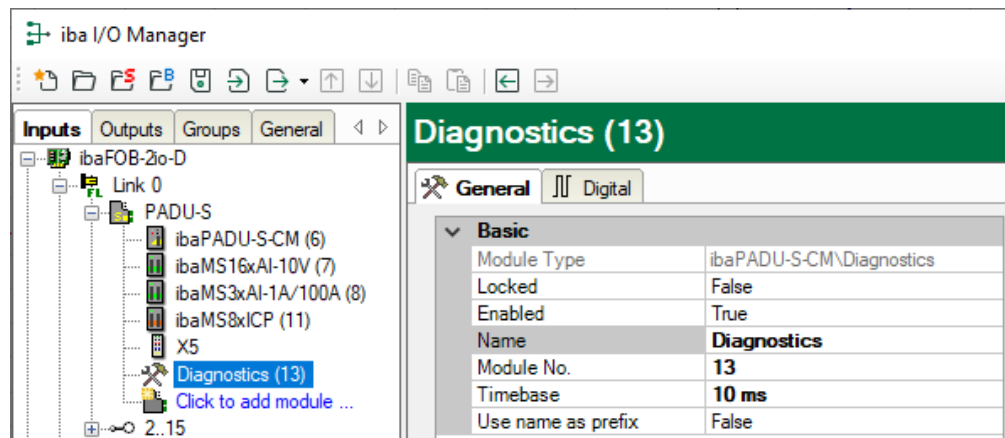 iba I/O Manager
Inputs Outputs Groups General
ibaFOB-2io-D
Link 0
PADU-S
ibaPADU-S-CM (6)
ibaMS16xAI-10V (7)
ibaMS3xAI-1A/100A (8)
ibaMS8xICP (11)
X5
Diagnostics (13)
Click to add module ...
2..15
Diagnostics (13)
General Digital
Basic
Module Type ibaPADU-S-CM\Diagnostics
Locked False
Enabled True
Name Diagnostics
Module No. 13
Timebase 10 ms
Use name as prefix False